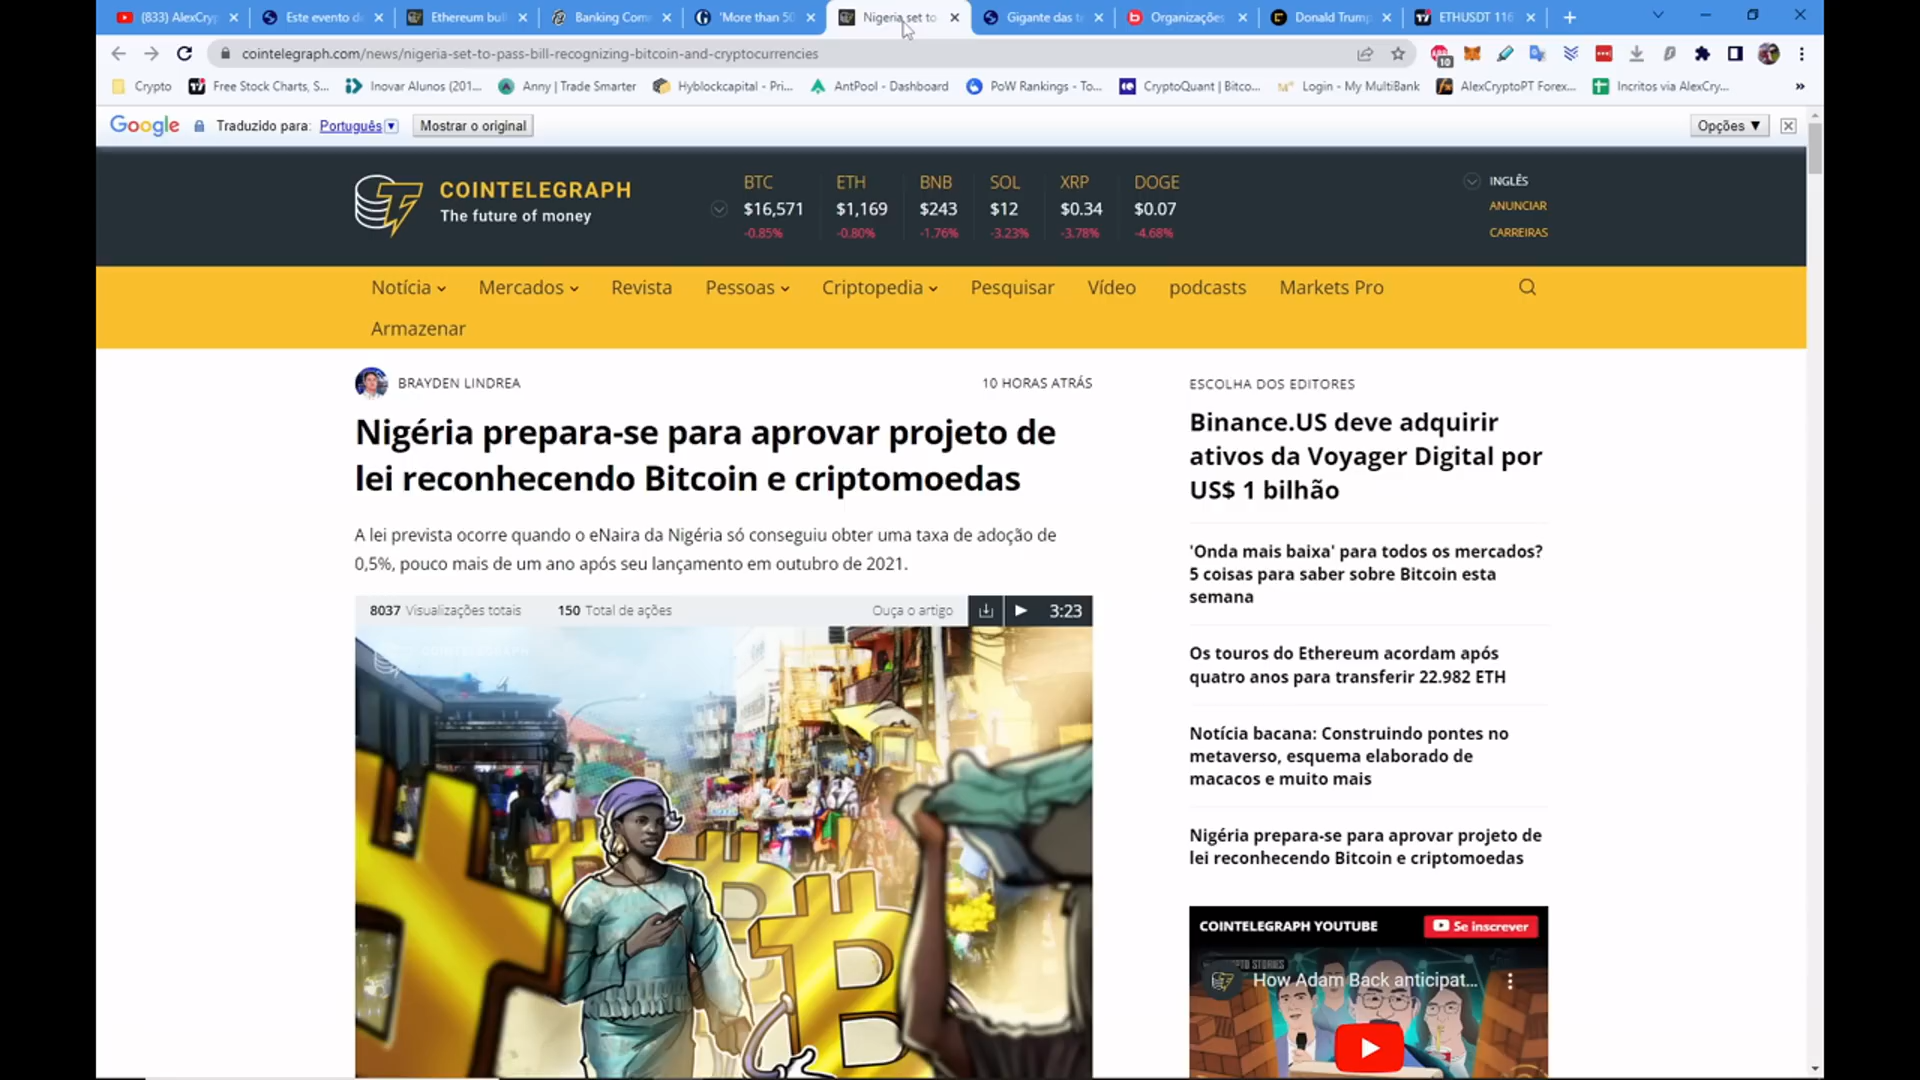 (833) AlexCryp
Este evento d
Ethereum bul
Banking Com
'More than 50
Nigeria set to
Gigante das t
Organizações
Donald Trum
ETHUSDT 116
cointelegraph.com/news/nigeria-set-to-pass-bill-recognizing-bitcoin-and-cryptocurrencies
10
Crypto
Free Stock Charts, S...
Inovar Alunos (201...
Anny | Trade Smarter
Hyblockcapital - Pri...
AntPool - Dashboard
PoW Rankings - To...
CryptoQuant | Bitco...
Login - My MultiBank
AlexCryptoPT Forex...
Incritos via AlexCry...
»
Google Traduzido para: Português ▼ Mostrar o original
Opções ▼
COINTELEGRAPH
The future of money
BTC ETH BNB SOL XRP DOGE
$16,571 $1,169 $243 $12 $0.34 $0.07
-0.85% -0.80% -1.76% -3.23% -3.78% -4.68%
INGLÊS
ANUNCIAR
CARREIRAS
Notícia Mercados Revista Pessoas Criptopedia Pesquisar Vídeo podcasts Markets Pro
Armazenar
BRAYDEN LINDREA
10 HORAS ATRÁS
Nigéria prepara-se para aprovar projeto de
lei reconhecendo Bitcoin e criptomoedas
A lei prevista ocorre quando o eNaira da Nigéria só conseguiu obter uma taxa de adoção de
0,5%, pouco mais de um ano após seu lançamento em outubro de 2021.
8037 Visualizações totais 150 Total de ações Ouça o artigo 3:23
COINTELEGRAPH
ESCOLHA DOS EDITORES
Binance.US deve adquirir
ativos da Voyager Digital por
US$ 1 bilhão
'Onda mais baixa' para todos os mercados?
5 coisas para saber sobre Bitcoin esta
semana
Os touros do Ethereum acordam após
quatro anos para transferir 22.982 ETH
Notícia bacana: Construindo pontes no
metaverso, esquema elaborado de
macacos e muito mais
Nigéria prepara-se para aprovar projeto de
lei reconhecendo Bitcoin e criptomoedas
COINTELEGRAPH YOUTUBE
Se inscrever
How Adam Back anticipat...